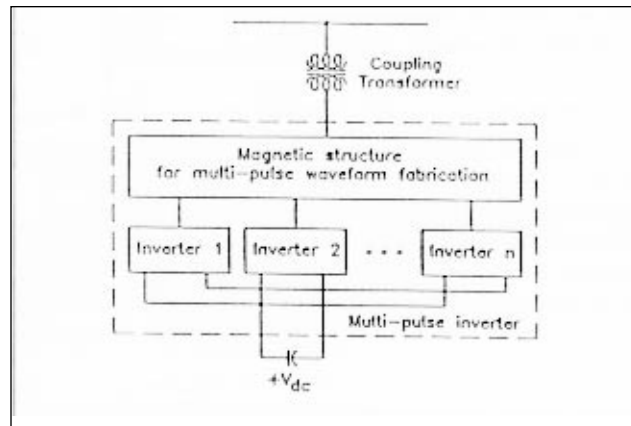 Coupling
Transformer
Magnetic structure
for multi-pulse waveform fabrication
Inverter 1
Inverter 2
Inverter n
Multi-pulse inverter
+Vdc